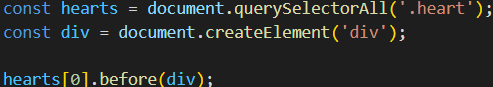 const hearts = document.querySelectorAll('.heart');
const div = document.createElement('div');
hearts[0].before(div);